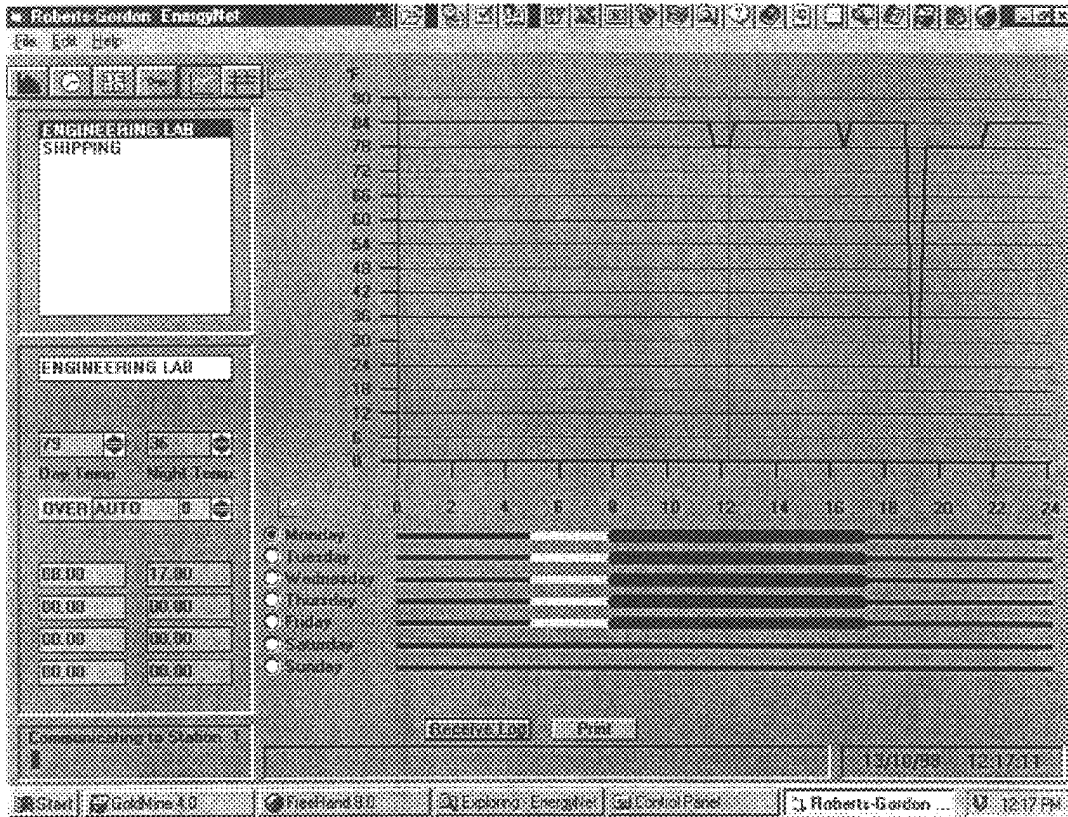 Roberts-Gordon EnergyNet
File Edit Help
ENGINEERING LAB
SHIPPING
ENGINEERING LAB
Day Temp Night Temp
OVER AUTO 0
00.00 17.00
00.00 00.00
00.00 00.00
00.00 00.00
Communicating to Station
F
90
84
78
72
66
60
54
48
42
36
30
24
18
12
6
0
0 2 4 6 8 10 12 14 16 18 20 22 24
Monday
Tuesday
Wednesday
Thursday
Friday
Saturday
Sunday
Receive Log Print
12:17:11
Start GoldMine 4.0 FreeHand 8.0 Exploring - EnergyNet Control Panel Roberts-Gordon ... 12:17 PM